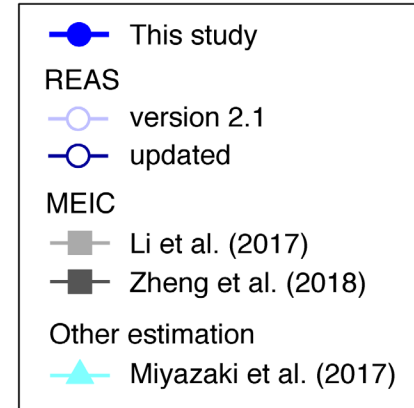 This study
REAS
version 2.1
updated
MEIC
Li et al. (2017)
Zheng et al. (2018)
Other estimation
Miyazaki et al. (2017)